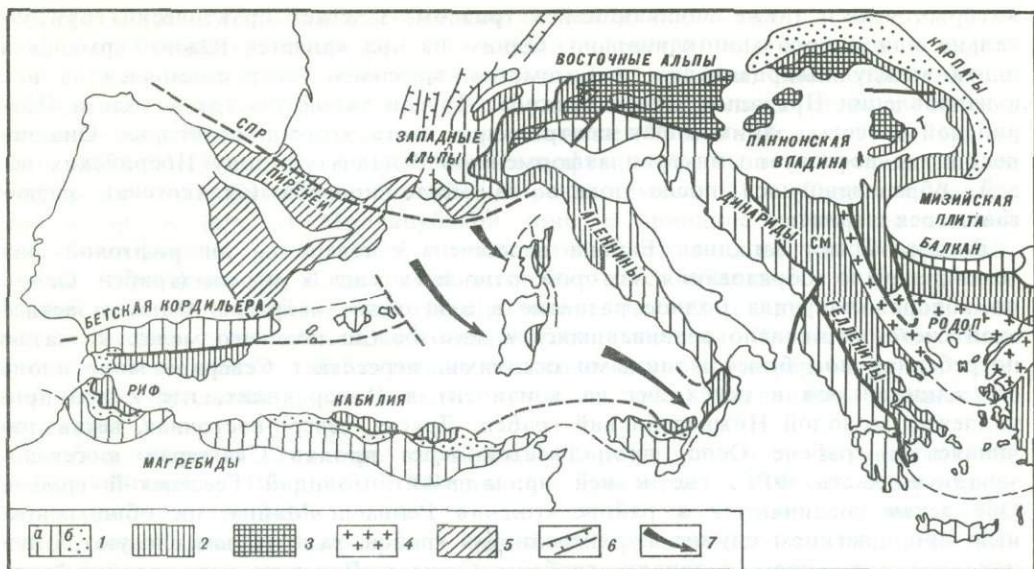 КАРПАТЫ
ВОСТОЧНЫЕ АЛЬПЫ
ЗАПАДНЫЕ
АЛЬПЫ
СПР
ПИРЕНЕИ
ПАННОНСКАЯ
ВПАДИНА
Т
МИЗИЙСКАЯ
ПЛИТА
БАЛКАН
АПЕННИНЫ
ДИНАРИДЫ
СМ
РОДОП
ЭЛЛИНИДЫ
БЕТСКАЯ КОРДИЛЬЕРА
РИФ
КАБИЛИЯ
МАГРЕБИДЫ
а б 1 2 3 4 5 6 7